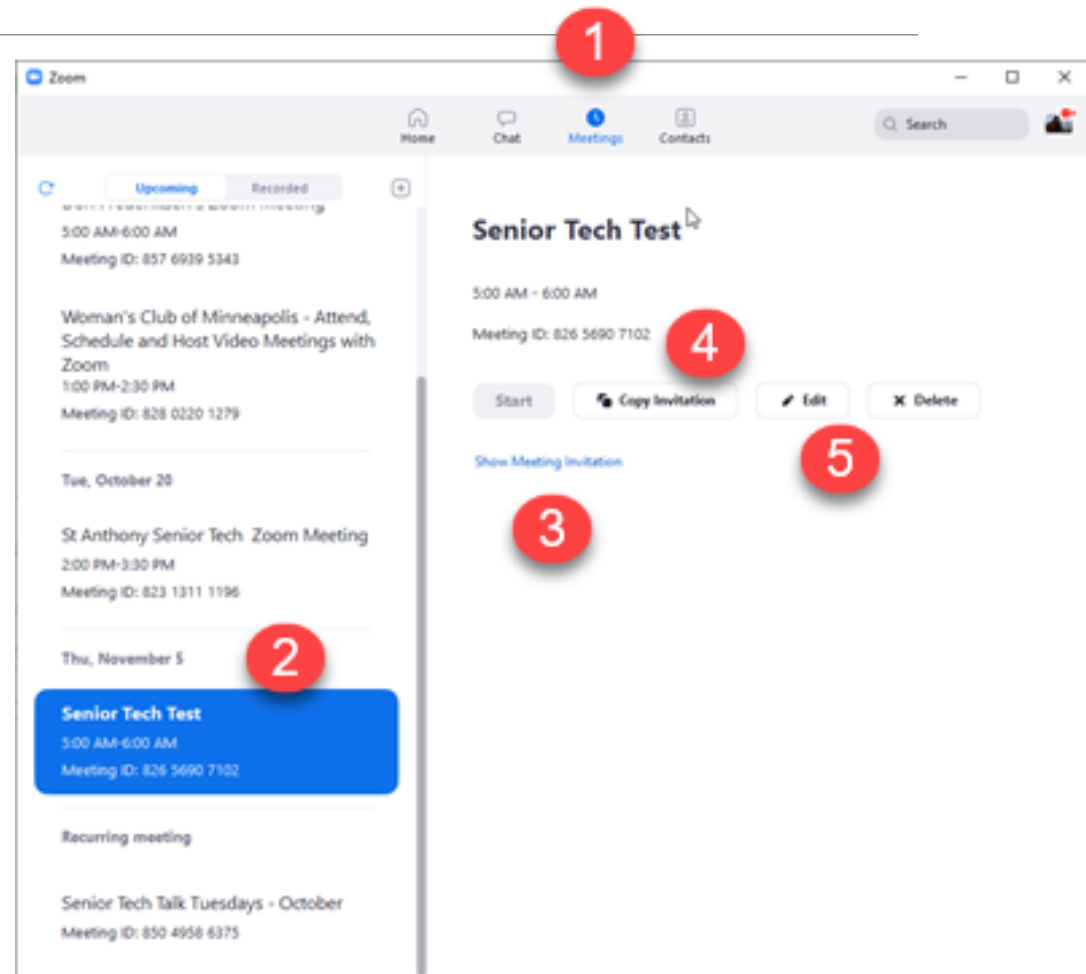 1
Zoom
Home
Chat
Meetings
Contacts
Search
Upcoming
Recorded
Zoom meeting
5:00 AM-6:00 AM
Meeting ID: 857 6939 5343
Woman's Club of Minneapolis - Attend,
Schedule and Host Video Meetings with
Zoom
1:00 PM-2:30 PM
Meeting ID: 828 0220 1279
Tue, October 20
St Anthony Senior Tech Zoom Meeting
2:00 PM-3:30 PM
Meeting ID: 823 1311 1196
Thu, November 5
2
Senior Tech Test
5:00 AM-6:00 AM
Meeting ID: 826 5690 7102
Recurring meeting
Senior Tech Talk Tuesdays - October
Meeting ID: 850 4958 6375
Senior Tech Test
5:00 AM - 6:00 AM
Meeting ID: 826 5690 7102
4
Start
Copy Invitation
Edit
Delete
Show Meeting Invitation
5
3